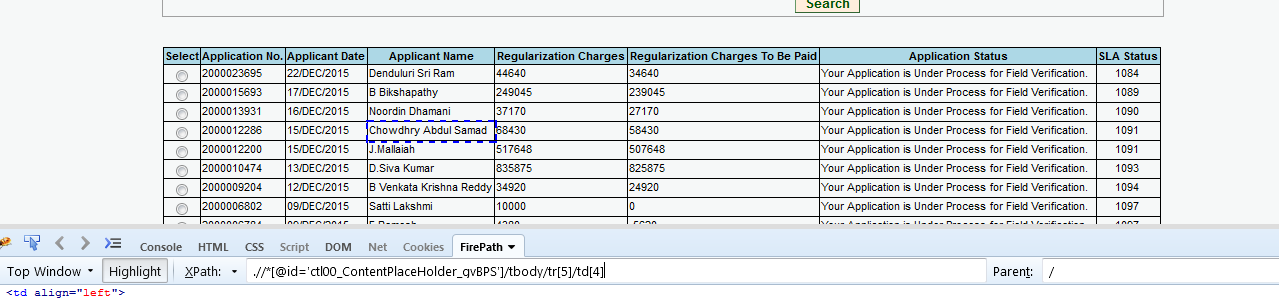 Search
Select Application No. Applicant Date Applicant Name Regularization Charges Regularization Charges To Be Paid Application Status SLA Status
2000023695 22/DEC/2015 Denduluri Sri Ram 44640 34640 Your Application is Under Process for Field Verification. 1084
2000015693 17/DEC/2015 B Bikshapathy 249045 239045 Your Application is Under Process for Field Verification. 1089
2000013931 16/DEC/2015 Noordin Dhamani 37170 27170 Your Application is Under Process for Field Verification. 1090
2000012286 15/DEC/2015 Chowdhry Abdul Samad 68430 58430 Your Application is Under Process for Field Verification. 1091
2000012200 15/DEC/2015 J.Mallaiah 517648 507648 Your Application is Under Process for Field Verification. 1091
2000010474 13/DEC/2015 D.Siva Kumar 835875 825875 Your Application is Under Process for Field Verification. 1093
2000009204 12/DEC/2015 B Venkata Krishna Reddy 34920 24920 Your Application is Under Process for Field Verification. 1094
2000006802 09/DEC/2015 Satti Lakshmi 10000 0 Your Application is Under Process for Field Verification. 1097
Console HTML CSS Script DOM Net Cookies FirePath
Top Window Highlight XPath: .//*[@id='ctl00_ContentPlaceHolder_gvBPS']/tbody/tr[5]/td[4] Parent: /
<td align="left">